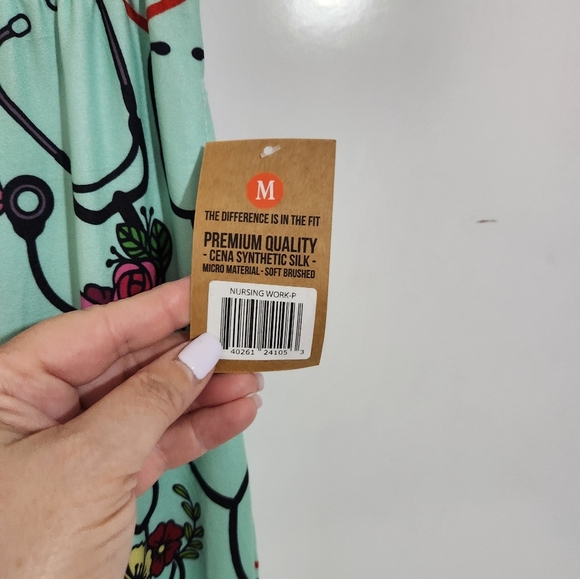 M
THE DIFFERENCE IS IN THE FIT
PREMIUM QUALITY
- CENA SYNTHETIC SILK -
MICRO MATERIAL - SOFT BRUSHED
NURSING WORK-P
40261 24105 3